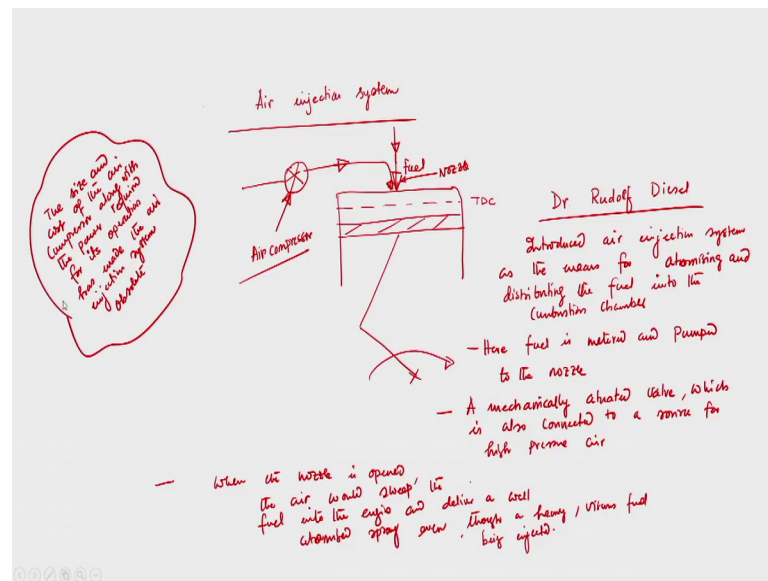 Air injection system
fuel
Nozzle
TDC
Air compressor
The size and
cost of the air
compressor along with
the power required
for its operation
has made the air
injection system
obsolete
Dr Rudolf Diesel
Introduced air injection system
as the means for atomising and
distributing the fuel into the
Combustion chamber
- Here fuel is metered and Pumped
to the nozzle
- A mechanically atuated valve, which
is also connected to a source for
high pressure air
- When the nozzle is opened
the air would sweep, the
fuel into the engine and deliver a well
atomised spray even though a heavy, viscous fuel
being injected.